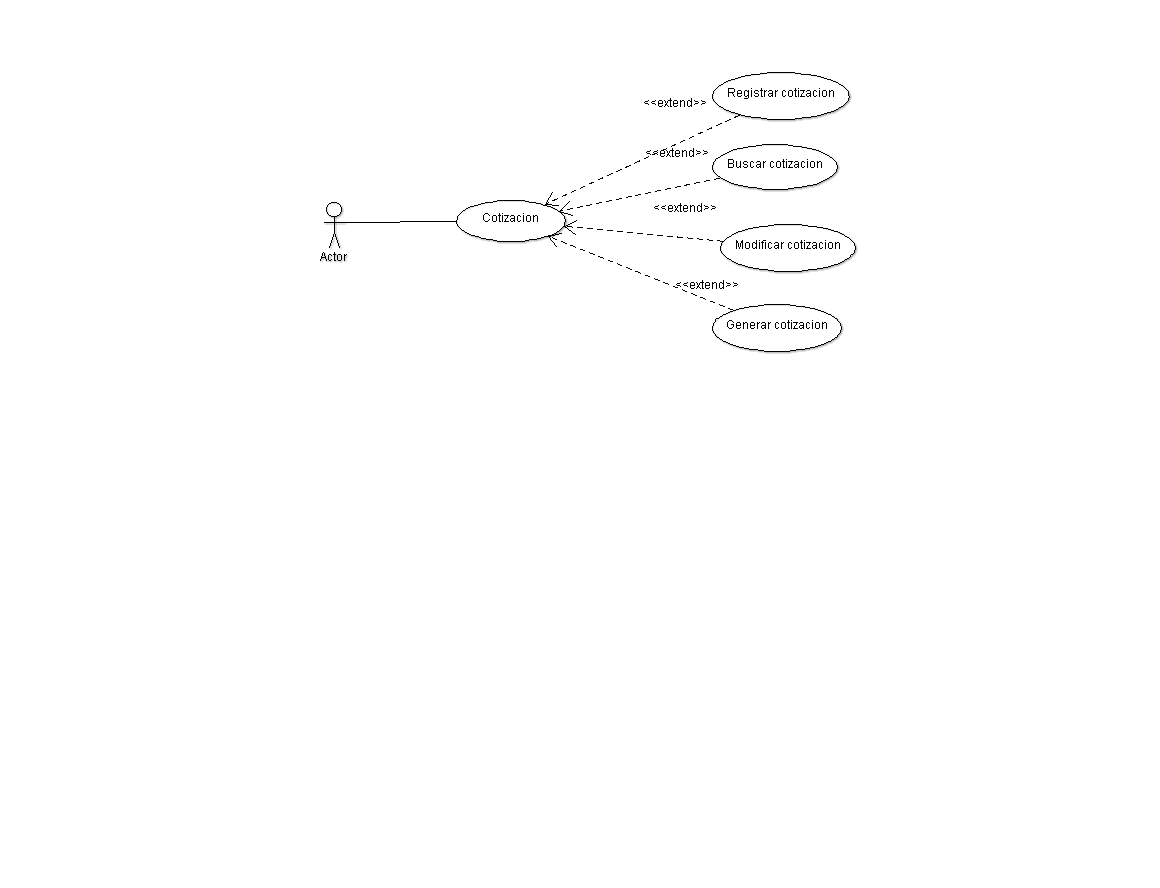 Registrar cotizacion
<<extend>>
<<extend>>
Buscar cotizacion
<<extend>>
Cotizacion
Modificar cotizacion
Actor
<<extend>>
Generar cotizacion